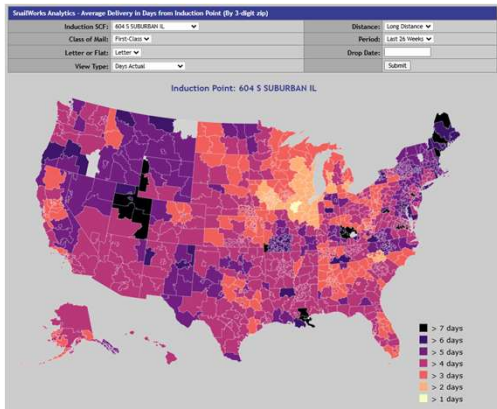 SnailWorks Analytics - Average Delivery in Days from Induction Point (By 3-digit zip)
Induction SCF: 604 S SUBURBAN IL Distance: Long Distance
Class of Mail: First-Class Period: Last 26 Weeks
Letter or Flat: Letter Drop Date:
View Type: Days Actual Submit
Induction Point: 604 S SUBURBAN IL
> 7 days
> 6 days
> 5 days
> 4 days
> 3 days
> 2 days
> 1 days